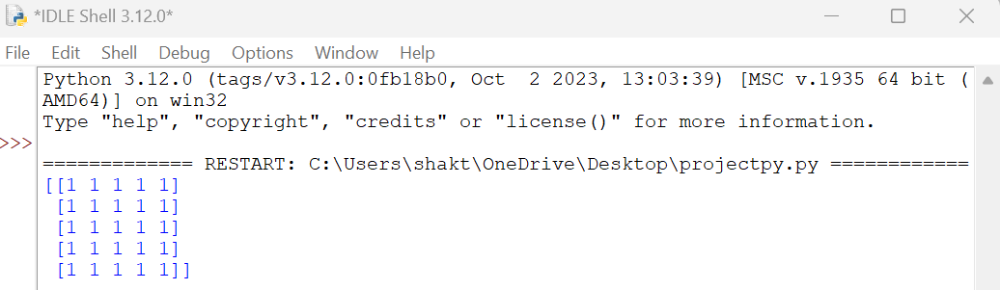 *IDLE Shell 3.12.0*
File Edit Shell Debug Options Window Help
Python 3.12.0 (tags/v3.12.0:0fb18b0, Oct  2 2023, 13:03:39) [MSC v.1935 64 bit (
AMD64)] on win32
Type "help", "copyright", "credits" or "license()" for more information.
>>>
============= RESTART: C:\Users\shakt\OneDrive\Desktop\projectpy.py ============
[[1 1 1 1 1]
 [1 1 1 1 1]
 [1 1 1 1 1]
 [1 1 1 1 1]
 [1 1 1 1 1]]